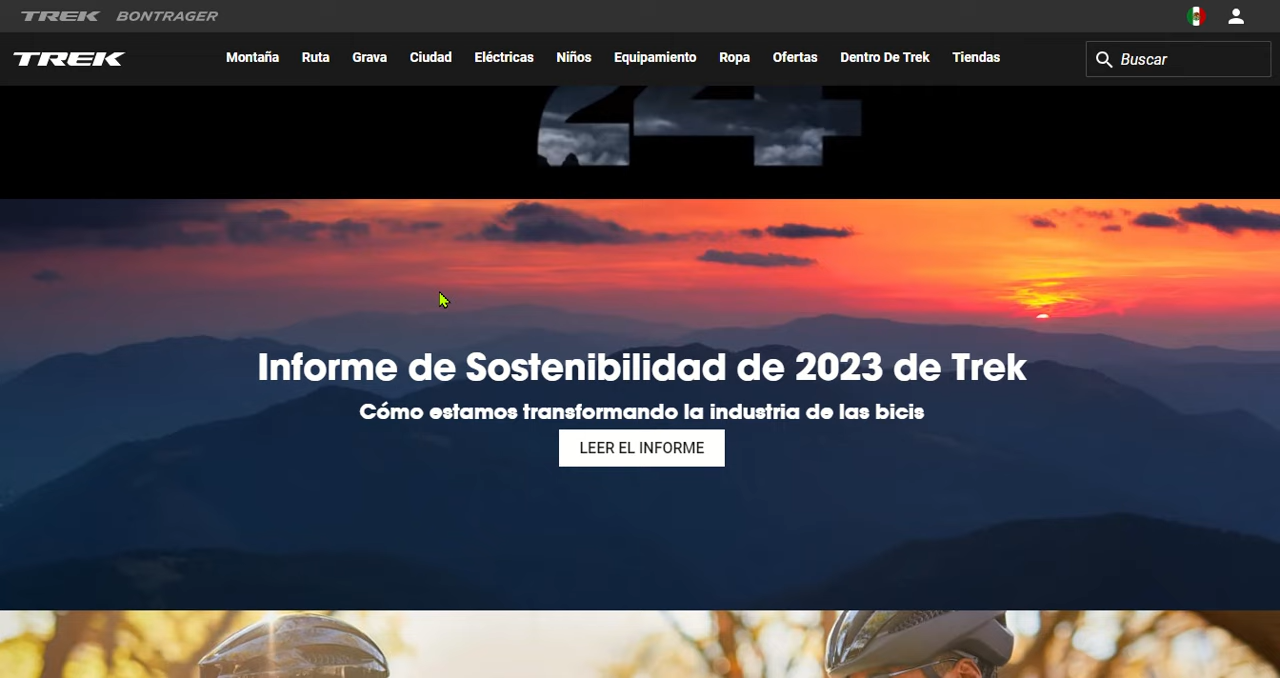 TREK BONTRAGER
TREK Montaña Ruta Grava Ciudad Eléctricas Niños Equipamiento Ropa Ofertas Dentro De Trek Tiendas Buscar
24
Informe de Sostenibilidad de 2023 de Trek
Cómo estamos transformando la industria de las bicis
LEER EL INFORME